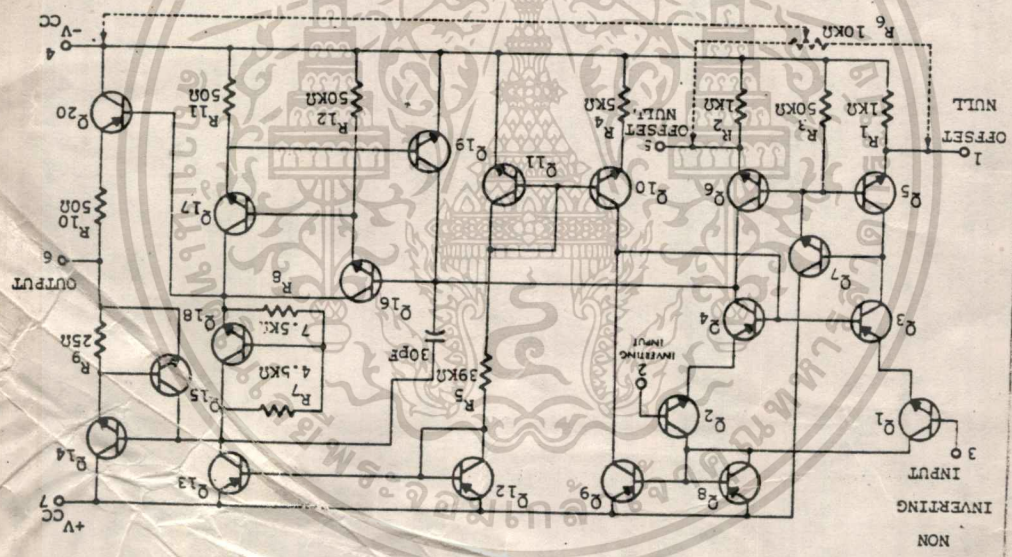 NON
INVERTING
INPUT
3
+V CC 7
Q8
Q9
Q12
Q13
Q14
Q1
Q2
2
INVERTING
INPUT
R5
39KΩ
R7
4.5KΩ
Q15
R9
25Ω
Q3
Q4
30pF
Q16
R8
7.5KΩ
Q18
OUTPUT
6
Q7
Q5
Q6
Q10
Q11
Q17
R10
50Ω
Q19
1
OFFSET
NULL
R1
1KΩ
R3
50KΩ
R2
1KΩ
5
OFFSET
NULL
R4
5KΩ
R12
50KΩ
R11
50Ω
Q20
R6 10KΩ
4
-V CC